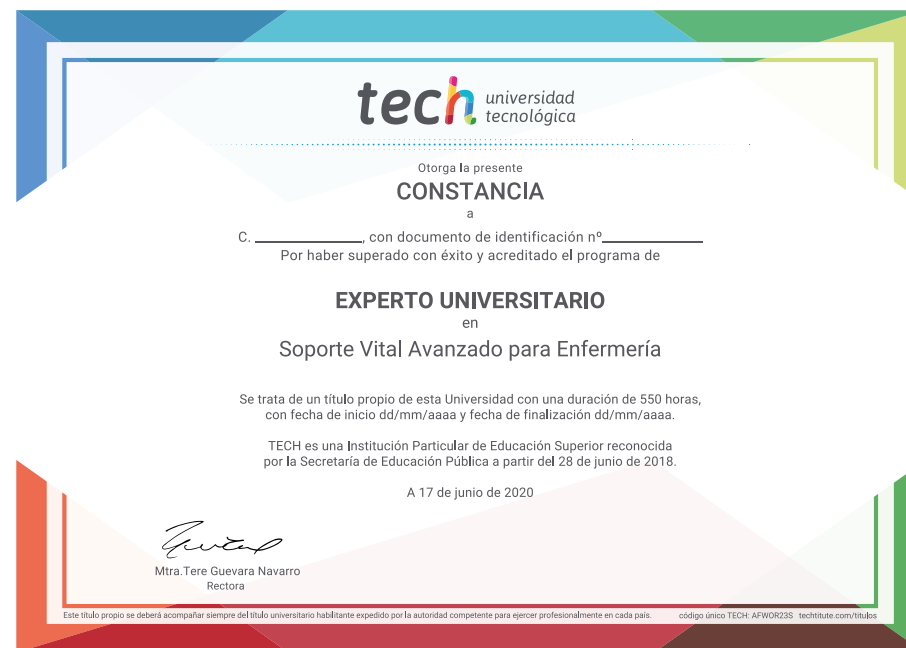 tech universidad
tecnológica
Otorga la presente
CONSTANCIA
a
C. ____________, con documento de identificación nº____________
Por haber superado con éxito y acreditado el programa de
EXPERTO UNIVERSITARIO
en
Soporte Vital Avanzado para Enfermería
Se trata de un título propio de esta Universidad con una duración de 550 horas,
con fecha de inicio dd/mm/aaaa y fecha de finalización dd/mm/aaaa.
TECH es una Institución Particular de Educación Superior reconocida
por la Secretaría de Educación Pública a partir del 28 de junio de 2018.
A 17 de junio de 2020
Mtra.Tere Guevara Navarro
Rectora
Este título propio se deberá acompañar siempre del título universitario habilitante expedido por la autoridad competente para ejercer profesionalmente en cada país. código único TECH: AFWOR23S techtitute.com/titulos